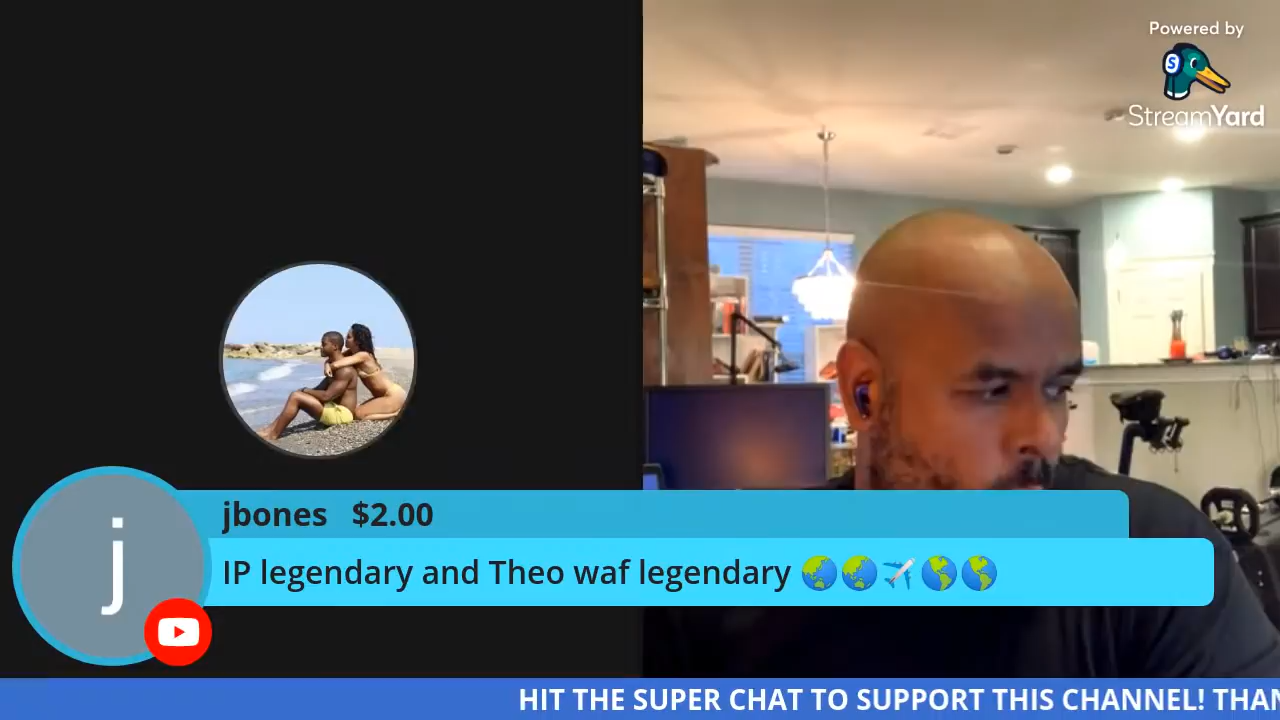 Powered by
S
StreamYard
j
jbones $2.00
IP legendary and Theo waf legendary 🌏🌏✈️🌎🌎
HIT THE SUPER CHAT TO SUPPORT THIS CHANNEL!